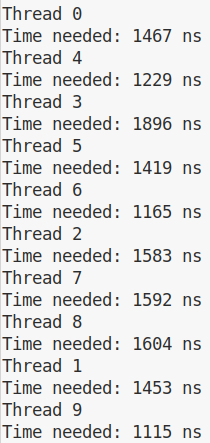 Thread 0
Time needed: 1467 ns
Thread 4
Time needed: 1229 ns
Thread 3
Time needed: 1896 ns
Thread 5
Time needed: 1419 ns
Thread 6
Time needed: 1165 ns
Thread 2
Time needed: 1583 ns
Thread 7
Time needed: 1592 ns
Thread 8
Time needed: 1604 ns
Thread 1
Time needed: 1453 ns
Thread 9
Time needed: 1115 ns